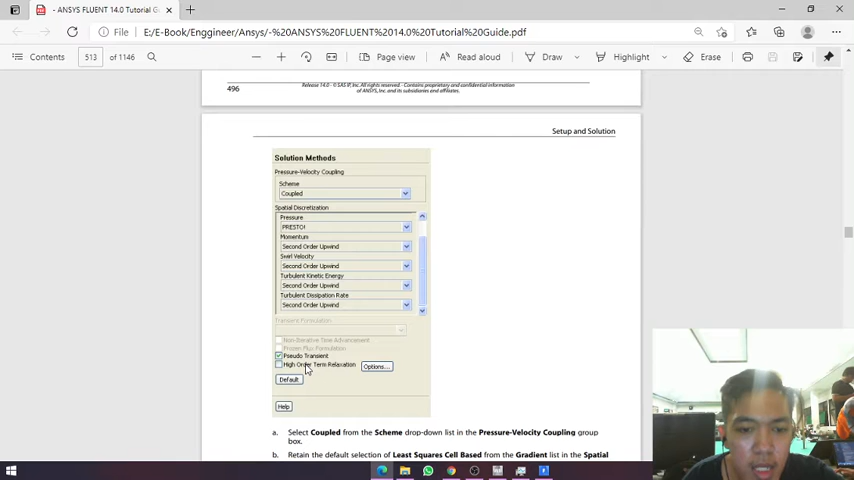 - ANSYS FLUENT 14.0 Tutorial G
File
E:/E-Book/Enggineer/Ansys/-%20ANSYS%20FLUENT%2014.0%20Tutorial%20Guide.pdf
Contents
513 of 1146
Page view
Read aloud
Draw
Highlight
Erase
496
Release 14.0 - © SAS IP, Inc. All rights reserved. - Contains proprietary and confidential information
of ANSYS, Inc. and its subsidiaries and affiliates.
Setup and Solution
Solution Methods
Pressure-Velocity Coupling
Scheme
Coupled
Spatial Discretization
Pressure
PRESTO!
Momentum
Second Order Upwind
Swirl Velocity
Second Order Upwind
Turbulent Kinetic Energy
Second Order Upwind
Turbulent Dissipation Rate
Second Order Upwind
Transient Formulation
Non-Iterative Time Advancement
Frozen Flux Formulation
Pseudo Transient
High Order Term Relaxation
Options...
Default
Help
a. Select Coupled from the Scheme drop-down list in the Pressure-Velocity Coupling group
box.
b. Retain the default selection of Least Squares Cell Based from the Gradient list in the Spatial